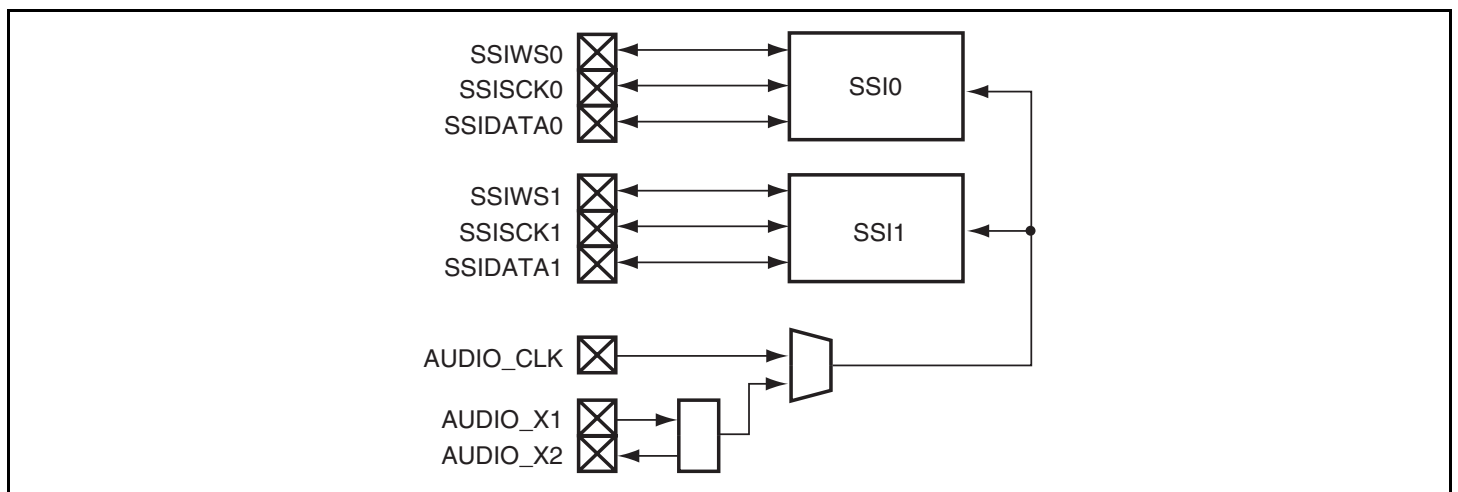 SSIWS0
SSISCK0
SSIDATA0
SSI0
SSIWS1
SSISCK1
SSIDATA1
SSI1
AUDIO_CLK
AUDIO_X1
AUDIO_X2